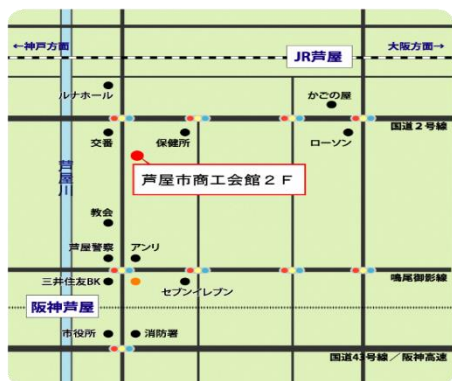 ←神戸方面
大阪方面→
JR芦屋
ルナホール
かごの屋
国道2号線
交番
保健所
ローソン
芦屋川
芦屋市商工会館２Ｆ
教会
芦屋警察
アンリ
鳴尾御影線
三井住友BK
セブンイレブン
阪神芦屋
市役所
消防署
国道43号線／阪神高速